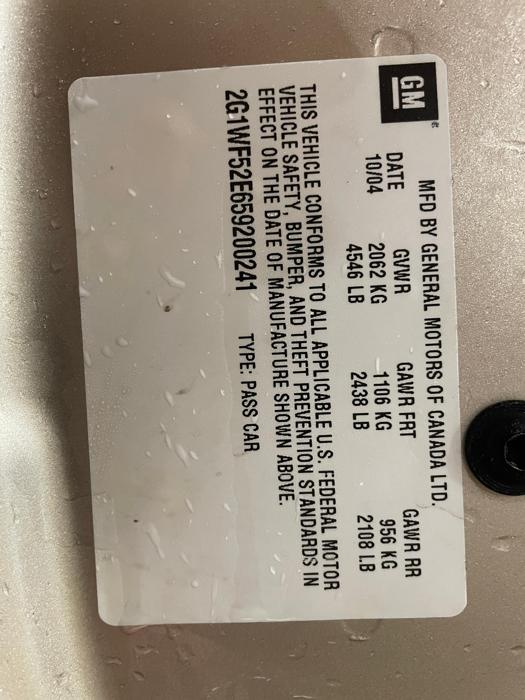 GM
MFD BY GENERAL MOTORS OF CANADA LTD.
DATE GVWR GAWR FRT GAWR RR
10/04 2062 KG 1106 KG 956 KG
4546 LB 2438 LB 2108 LB
THIS VEHICLE CONFORMS TO ALL APPLICABLE U.S. FEDERAL MOTOR
VEHICLE SAFETY, BUMPER, AND THEFT PREVENTION STANDARDS IN
EFFECT ON THE DATE OF MANUFACTURE SHOWN ABOVE.
2G1WF52E659200241 TYPE: PASS CAR